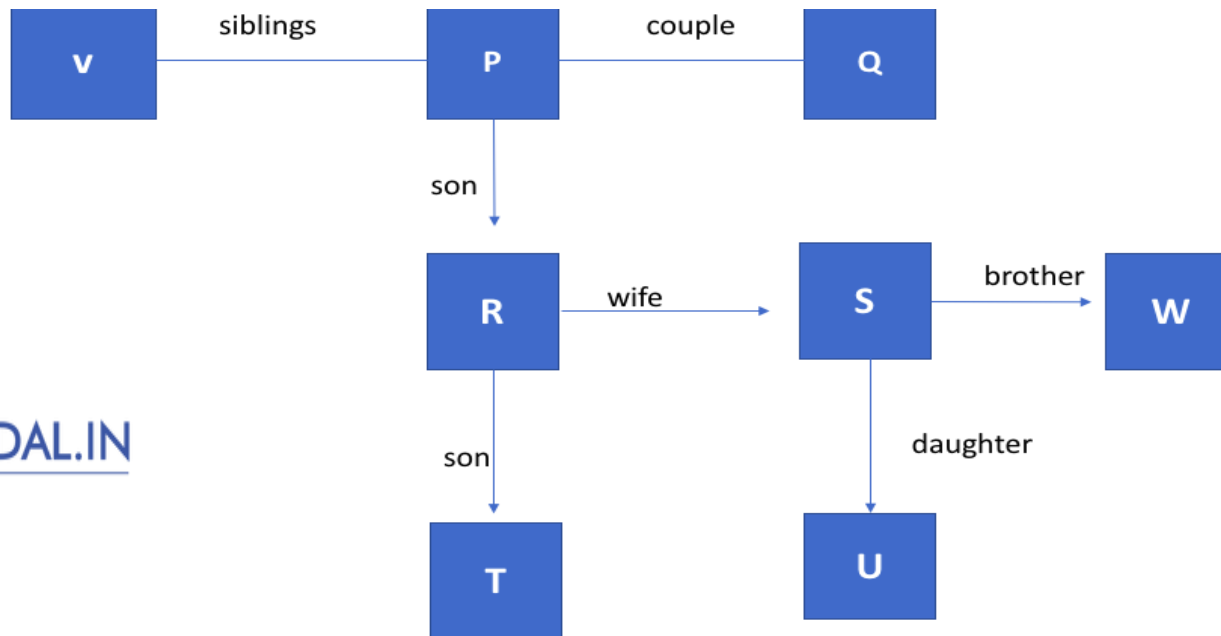 siblings
couple
v
P
Q
son
R
wife
S
brother
W
DAL.IN
son
daughter
T
U